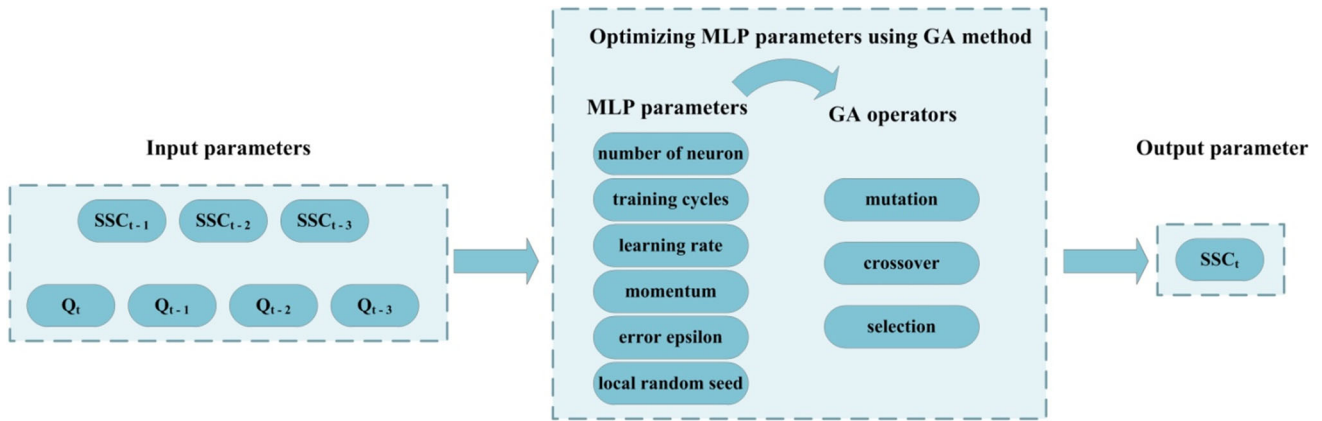 Optimizing MLP parameters using GA method
Input parameters
SSCt - 1
SSCt - 2
SSCt - 3
Qt
Qt - 1
Qt - 2
Qt - 3
MLP parameters
number of neuron
training cycles
learning rate
momentum
error epsilon
local random seed
GA operators
mutation
crossover
selection
Output parameter
SSCt